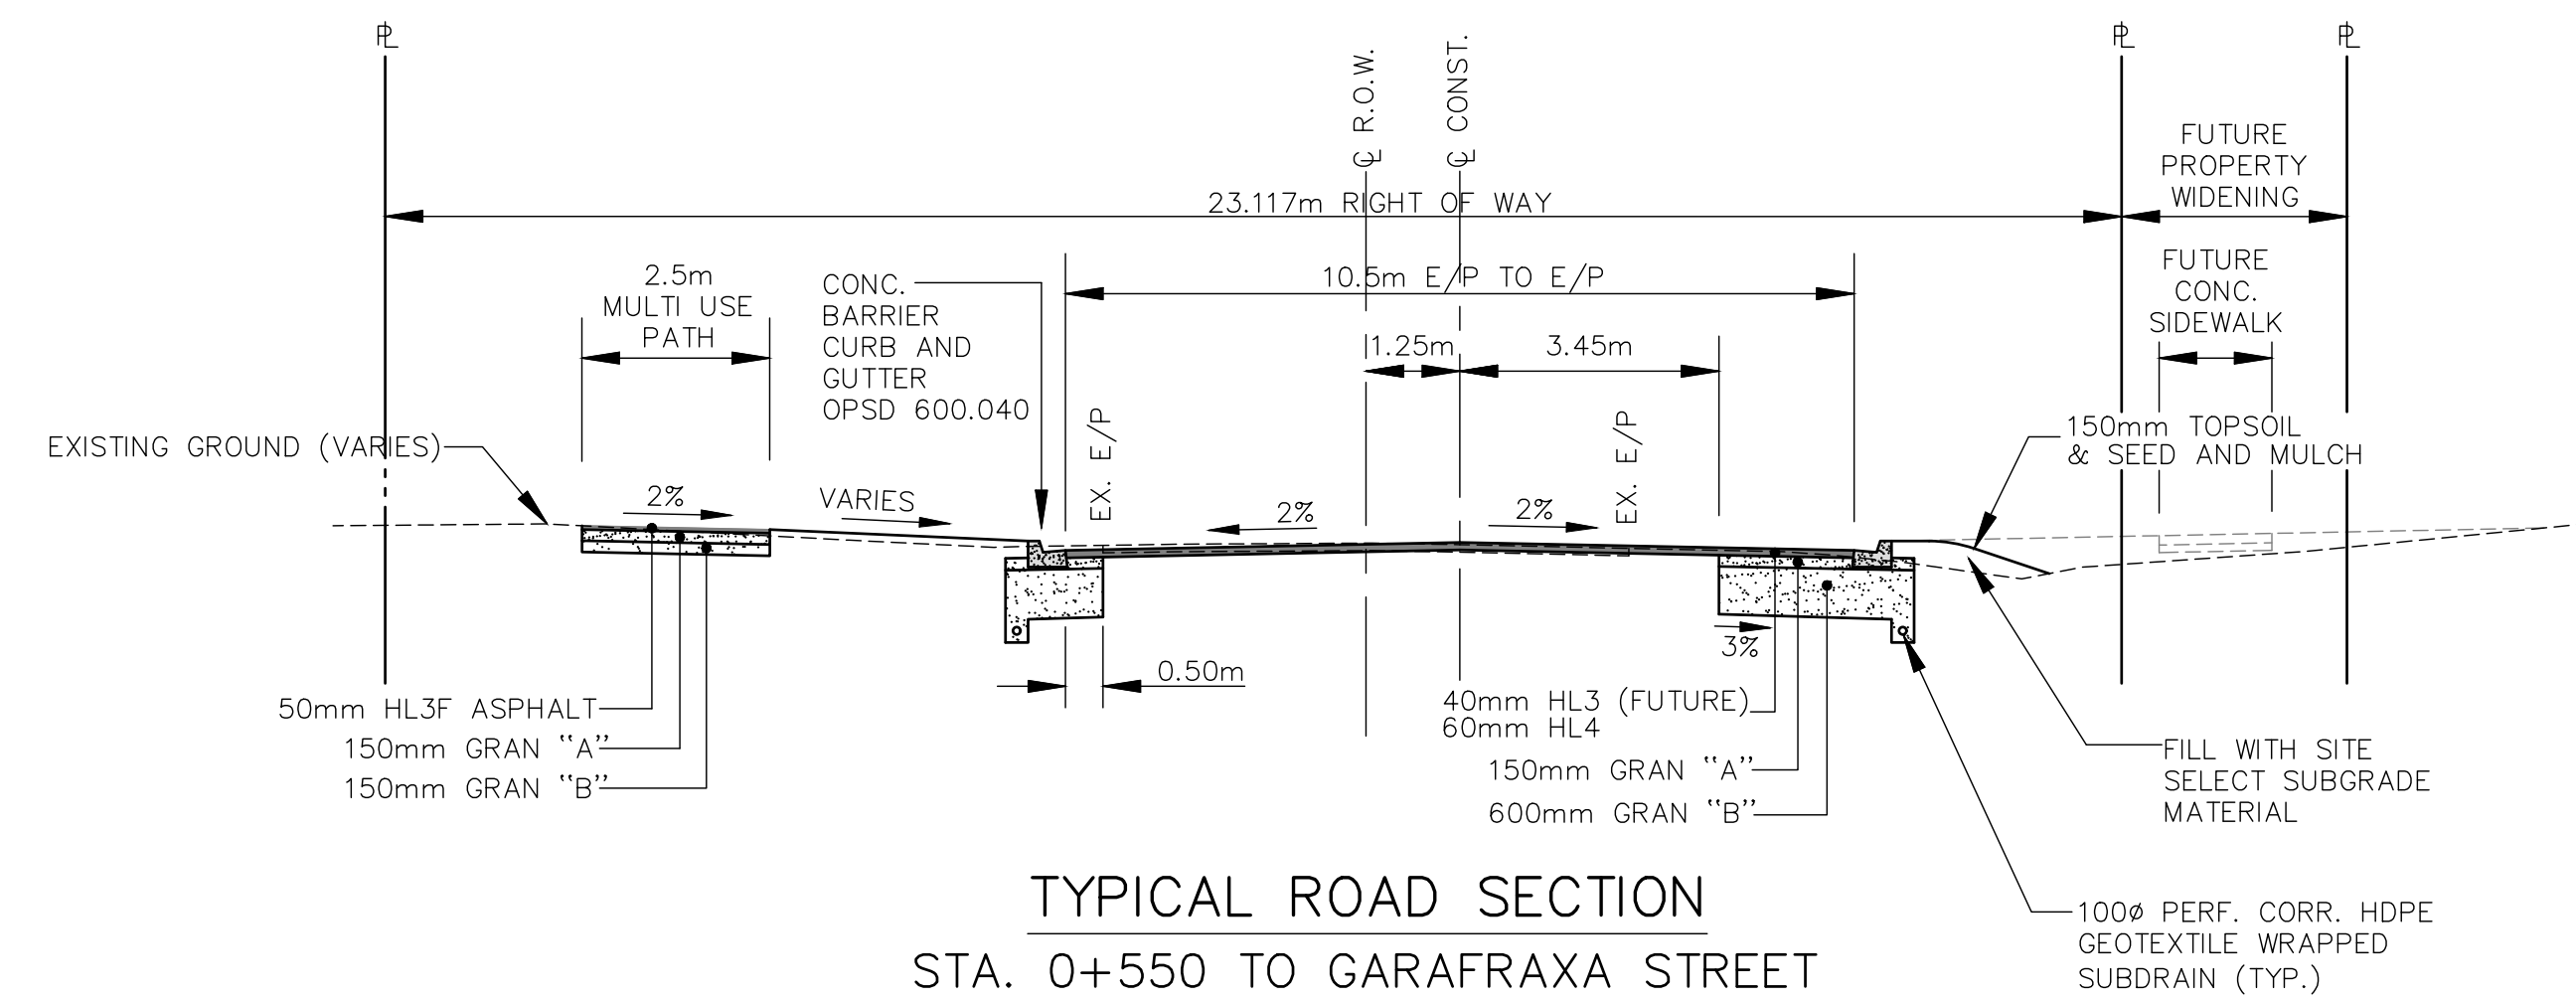 ℄ R.O.W.
℄ CONST.
FUTURE
PROPERTY
WIDENING
23.117m RIGHT OF WAY
FUTURE
CONC.
SIDEWALK
2.5m
MULTI USE
PATH
CONC.
BARRIER
CURB AND
GUTTER
OPSD 600.040
10.5m E/P TO E/P
1.25m
3.45m
EX. E/P
EX. E/P
EXISTING GROUND (VARIES)
150mm TOPSOIL
& SEED AND MULCH
2%
VARIES
2%
2%
3%
0.50m
50mm HL3F ASPHALT
150mm GRAN "A"
150mm GRAN "B"
40mm HL3 (FUTURE)
60mm HL4
150mm GRAN "A"
600mm GRAN "B"
FILL WITH SITE
SELECT SUBGRADE
MATERIAL
100ø PERF. CORR. HDPE
GEOTEXTILE WRAPPED
SUBDRAIN (TYP.)
TYPICAL ROAD SECTION
STA. 0+550 TO GARAFRAXA STREET
PL
PL
PL